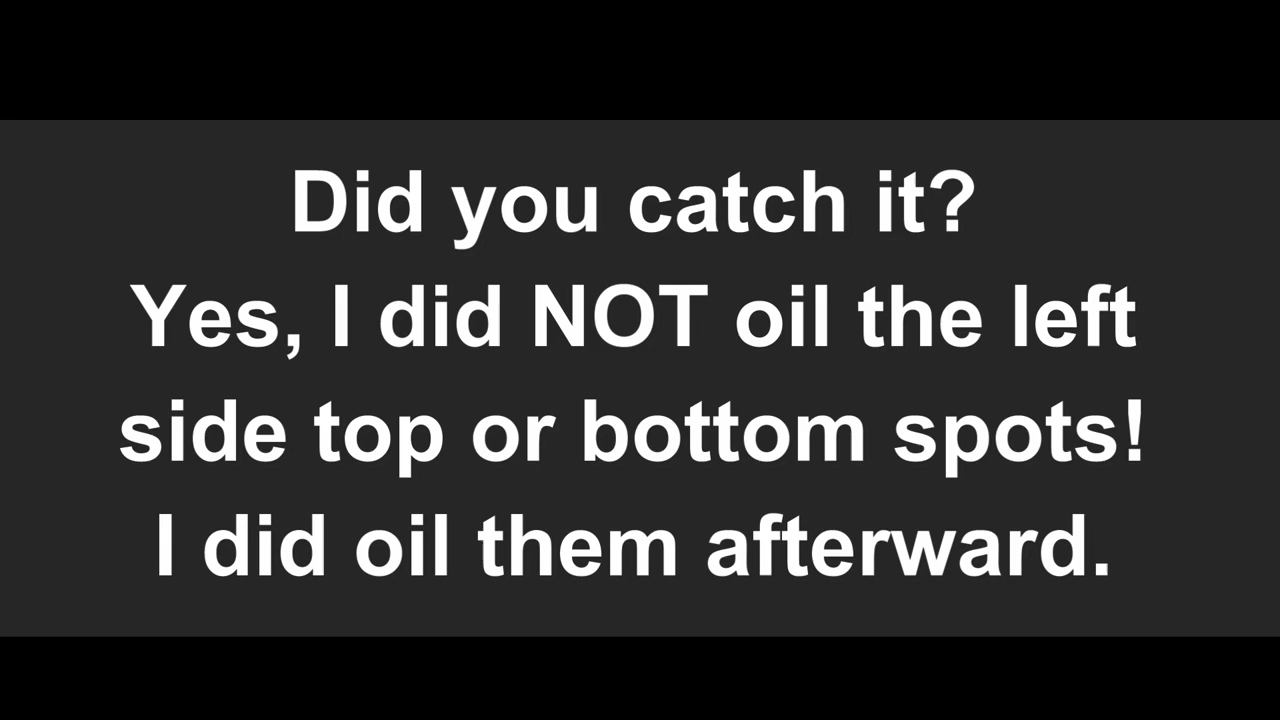 Did you catch it?
Yes, I did NOT oil the left
side top or bottom spots!
I did oil them afterward.